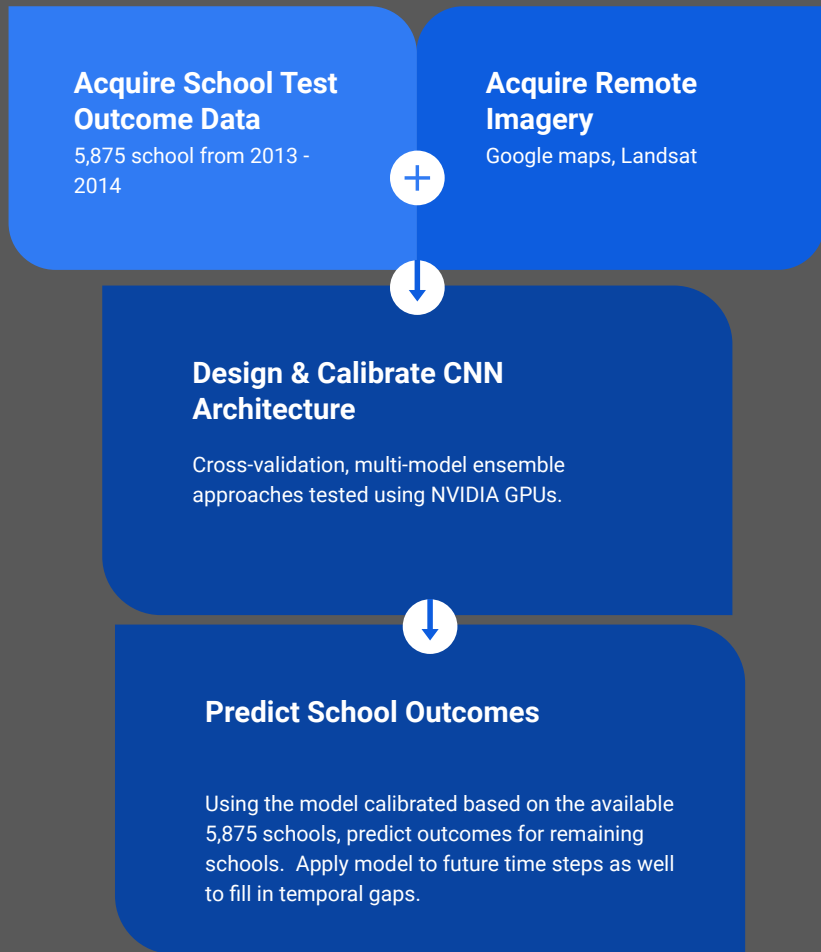 Acquire School Test
Outcome Data
5,875 school from 2013 -
2014
Acquire Remote
Imagery
Google maps, Landsat
Design & Calibrate CNN
Architecture
Cross-validation, multi-model ensemble
approaches tested using NVIDIA GPUs.
Predict School Outcomes
Using the model calibrated based on the available
5,875 schools, predict outcomes for remaining
schools.  Apply model to future time steps as well
to fill in temporal gaps.